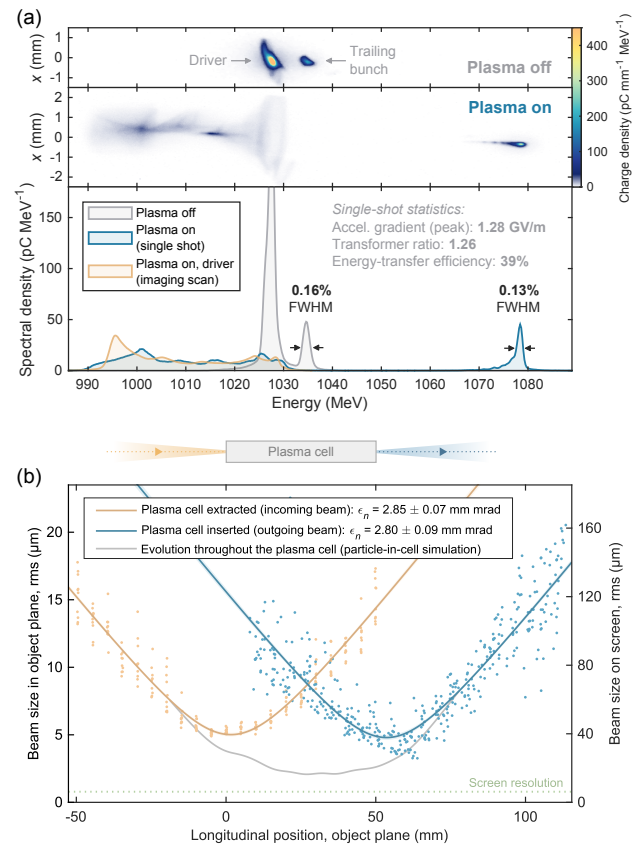 (a)
1
0
-1
x (mm)
Driver
Trailing
bunch
Plasma off
2
1
0
-1
-2
x (mm)
Plasma on
400
300
200
100
0
Charge density (pC mm⁻¹ MeV⁻¹)
Plasma off
Plasma on
(single shot)
Plasma on, driver
(imaging scan)
Single-shot statistics:
Accel. gradient (peak): 1.28 GV/m
Transformer ratio: 1.26
Energy-transfer efficiency: 39%
0.16%
FWHM
0.13%
FWHM
150
100
50
0
Spectral density (pC MeV⁻¹)
990 1000 1010 1020 1030 1040 1050 1060 1070 1080
Energy (MeV)
Plasma cell
(b)
Plasma cell extracted (incoming beam): ϵₙ = 2.85 ± 0.07 mm mrad
Plasma cell inserted (outgoing beam): ϵₙ = 2.80 ± 0.09 mm mrad
Evolution throughout the plasma cell (particle-in-cell simulation)
20
15
10
5
0
Beam size in object plane, rms (μm)
160
120
80
40
0
Beam size on screen, rms (μm)
Screen resolution
-50 0 50 100
Longitudinal position, object plane (mm)